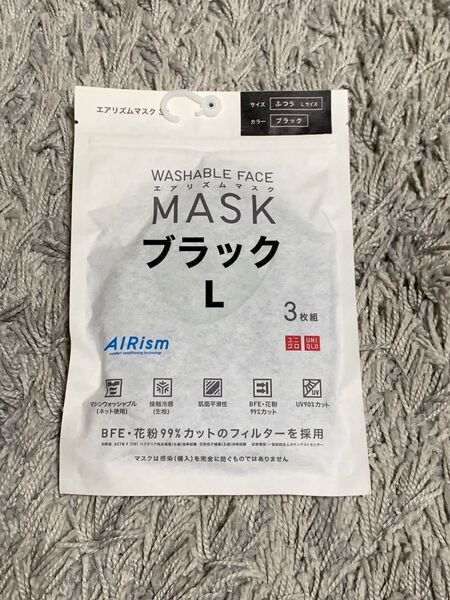 エアリズムマスク 3
サイズ ふつう Lサイズ
カラー ブラック
WASHABLE FACE
エアリズムマスク
MASK
ブラック
L
3枚組
AIRism
comfort conditioning technology
ユニクロ
UNIQLO
マシンウォッシャブル
(ネット使用)
接触冷感
(生地)
肌面平滑性
BFE・花粉
99%カット
UV
UV90%カット
BFE・花粉99%カットのフィルターを採用
マスクは感染(侵入)を完全に防ぐものではありません